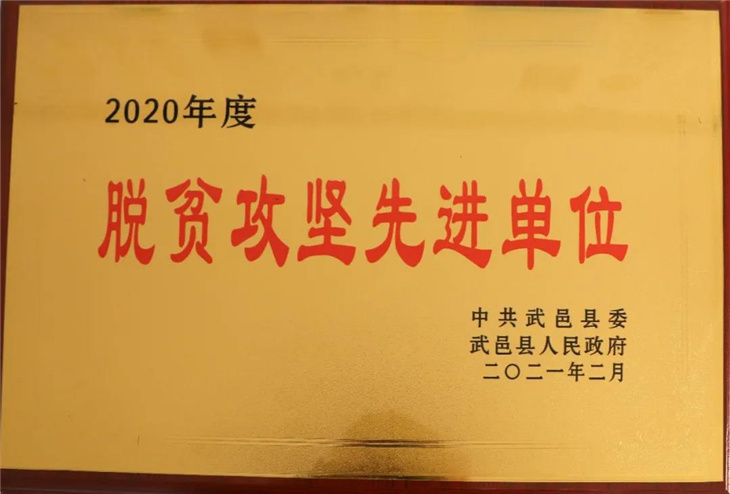 2020年度
脱贫攻坚先进单位
中共武邑县委
武邑县人民政府
二〇二一年二月